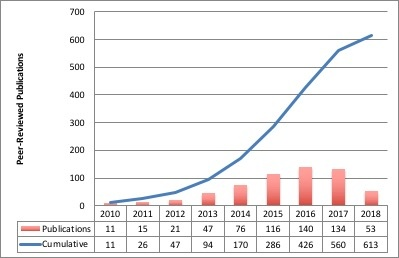 Peer-Reviewed Publications
700
600
500
400
300
200
100
0
2010 2011 2012 2013 2014 2015 2016 2017 2018
Publications 11 15 21 47 76 116 140 134 53
Cumulative 11 26 47 94 170 286 426 560 613